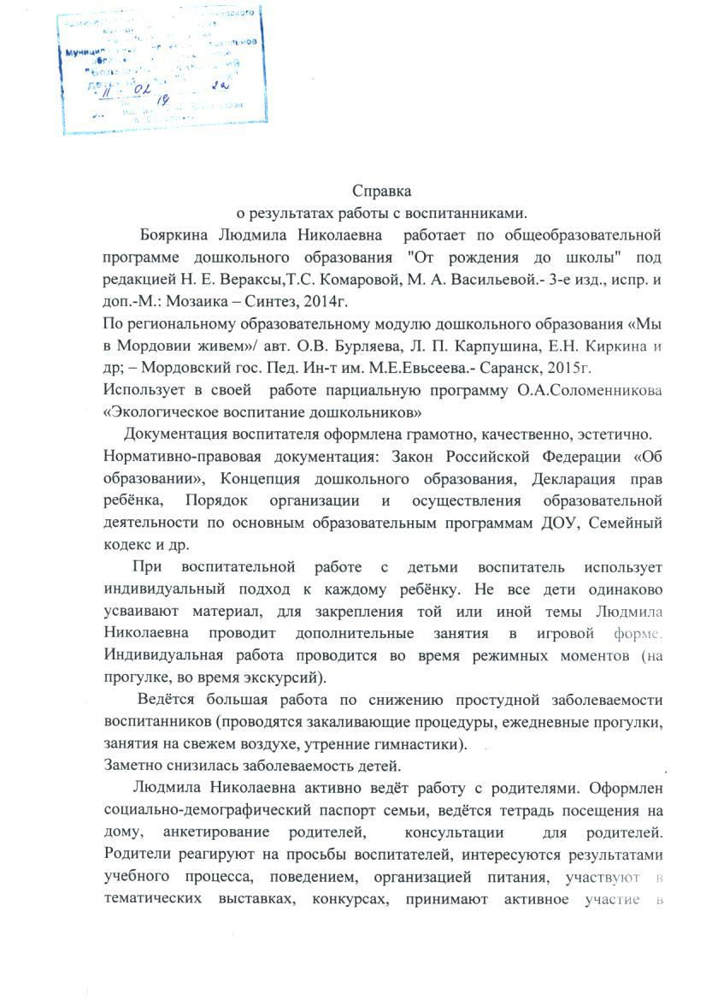 Муницип
11 02 22
19
Справка
о результатах работы с воспитанниками.
Бояркина Людмила Николаевна работает по общеобразовательной
программе дошкольного образования "От рождения до школы" под
редакцией Н. Е. Вераксы,Т.С. Комаровой, М. А. Васильевой.- 3-е изд., испр. и
доп.-М.: Мозаика – Синтез, 2014г.
По региональному образовательному модулю дошкольного образования «Мы
в Мордовии живем»/ авт. О.В. Бурляева, Л. П. Карпушина, Е.Н. Киркина и
др; – Мордовский гос. Пед. Ин-т им. М.Е.Евьсеева.- Саранск, 2015г.
Использует в своей работе парциальную программу О.А.Соломенникова
«Экологическое воспитание дошкольников»
Документация воспитателя оформлена грамотно, качественно, эстетично.
Нормативно-правовая документация: Закон Российской Федерации «Об
образовании», Концепция дошкольного образования, Декларация прав
ребёнка, Порядок организации и осуществления образовательной
деятельности по основным образовательным программам ДОУ, Семейный
кодекс и др.
При воспитательной работе с детьми воспитатель использует
индивидуальный подход к каждому ребёнку. Не все дети одинаково
усваивают материал, для закрепления той или иной темы Людмила
Николаевна проводит дополнительные занятия в игровой форме.
Индивидуальная работа проводится во время режимных моментов (на
прогулке, во время экскурсий).
Ведётся большая работа по снижению простудной заболеваемости
воспитанников (проводятся закаливающие процедуры, ежедневные прогулки,
занятия на свежем воздухе, утренние гимнастики).
Заметно снизилась заболеваемость детей.
Людмила Николаевна активно ведёт работу с родителями. Оформлен
социально-демографический паспорт семьи, ведётся тетрадь посещения на
дому, анкетирование родителей, консультации для родителей.
Родители реагируют на просьбы воспитателей, интересуются результатами
учебного процесса, поведением, организацией питания, участвуют в
тематических выставках, конкурсах, принимают активное участие в